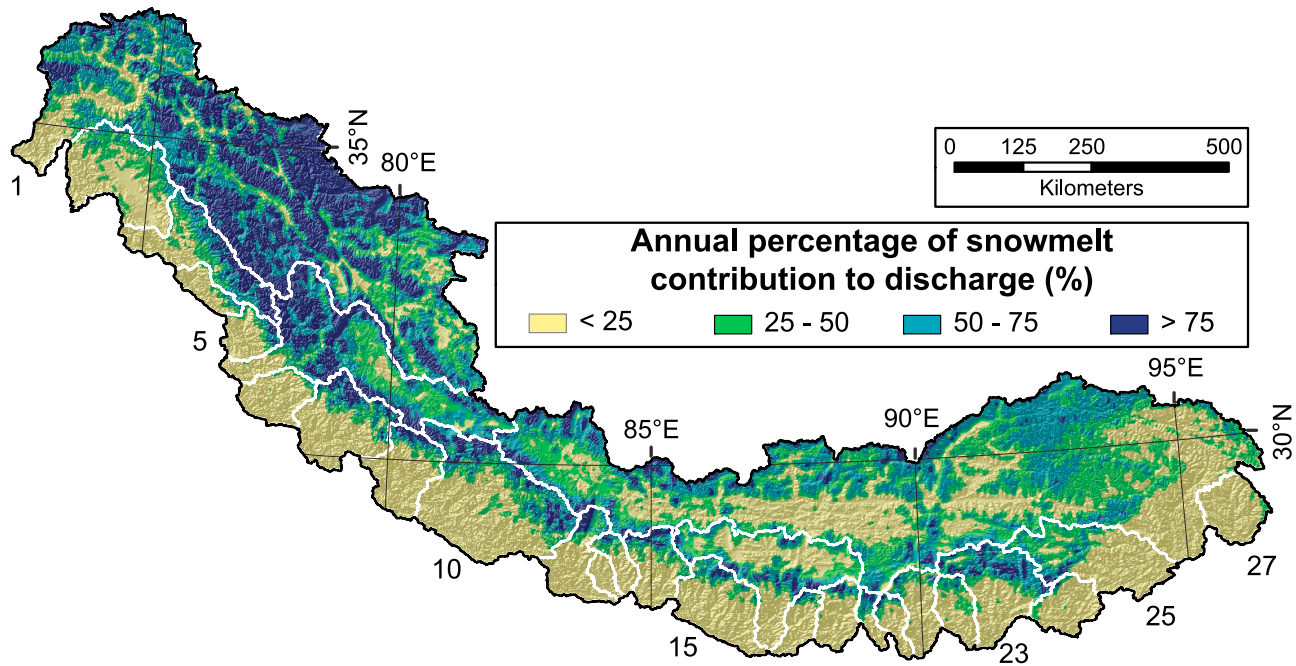 0 125 250 500
Kilometers
35°N
80°E
1
Annual percentage of snowmelt
contribution to discharge (%)
< 25 25 - 50 50 - 75 > 75
5
95°E
90°E
85°E
30°N
10
27
25
15
23